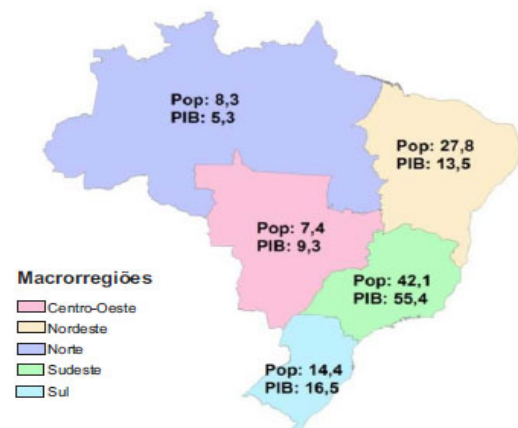 Pop: 8,3
PIB: 5,3
Pop: 27,8
PIB: 13,5
Pop: 7,4
PIB: 9,3
Pop: 42,1
PIB: 55,4
Pop: 14,4
PIB: 16,5
Macrorregiões
Centro-Oeste
Nordeste
Norte
Sudeste
Sul